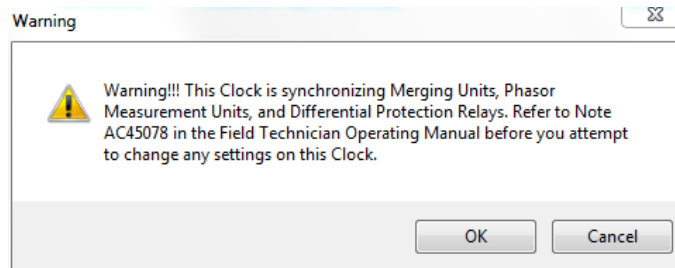 Warning
Warning!!! This Clock is synchronizing Merging Units, Phasor
Measurement Units, and Differential Protection Relays. Refer to Note
AC45078 in the Field Technician Operating Manual before you attempt
to change any settings on this Clock.
OK
Cancel